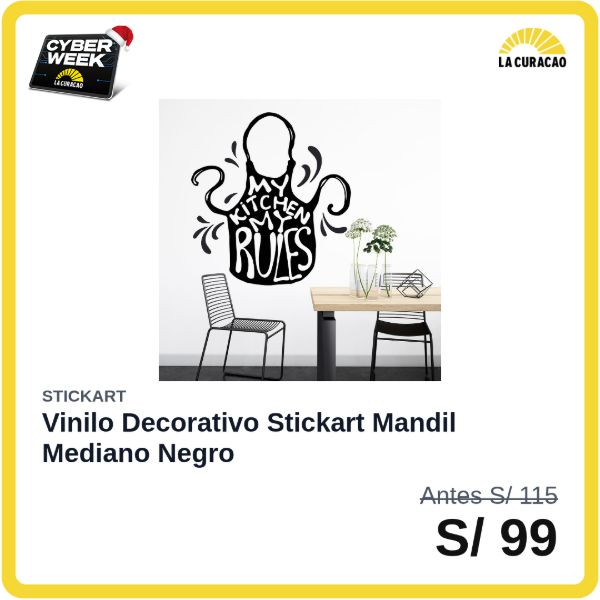 CYBER
WEEK
LA CURACAO
LA CURACAO
MY
KITCHEN
MY
RULES
STICKART
Vinilo Decorativo Stickart Mandil
Mediano Negro
Antes S/ 115
S/ 99